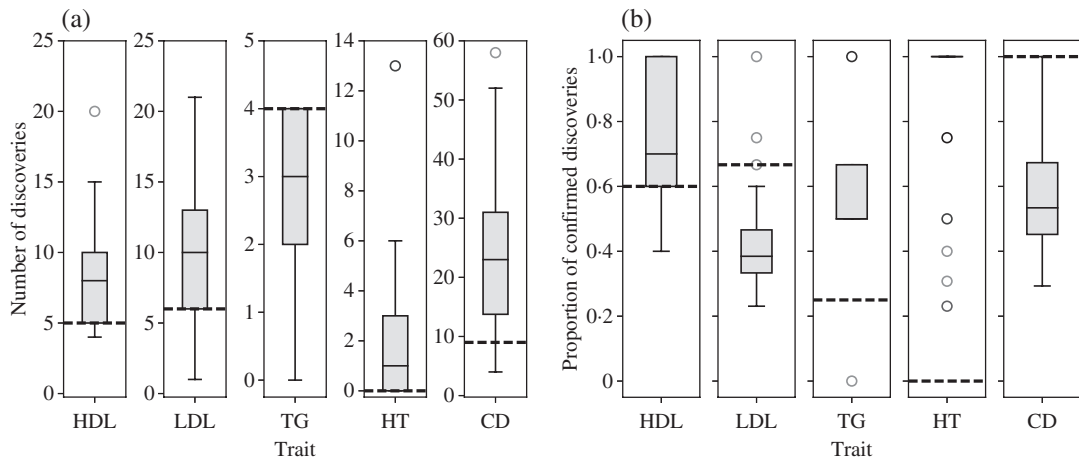 (a)
(b)
Number of discoveries
25
20
15
10
5
0
HDL
25
20
15
10
5
0
LDL
5
4
3
2
1
0
TG
14
12
10
8
6
4
2
0
HT
60
50
40
30
20
10
0
CD
Trait
Proportion of confirmed discoveries
1·0
0·8
0·6
0·4
0·2
0
HDL
LDL
TG
HT
CD
Trait